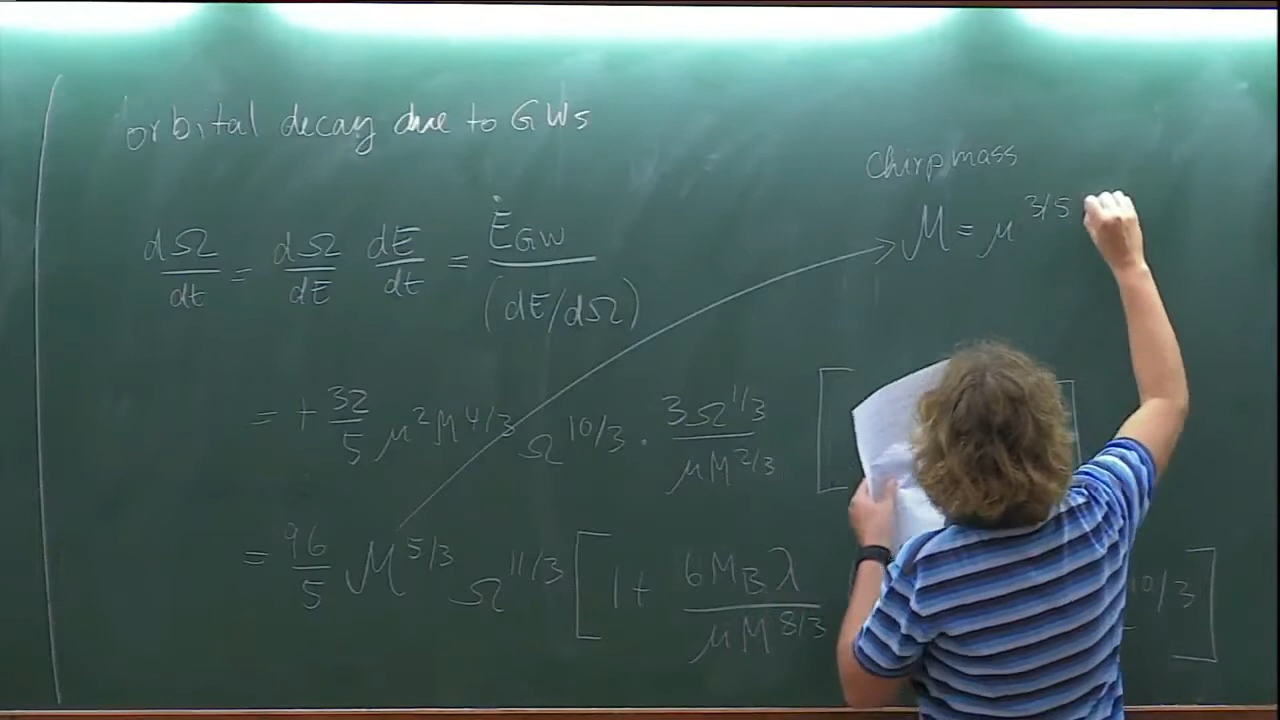 orbital decay due to GWs
Chirp mass
ℳ = μ^{3/5}
dΩ/dt = dΩ/dE dE/dt = Ė_{GW}/(dE/dΩ)
= + 32/5 μ² M^{4/3} Ω^{10/3} · 3Ω^{1/3}/μM^{2/3} [ ]
= 96/5 ℳ^{5/3} Ω^{11/3} [ 1 + 6M_B λ/μM^{8/3} ^{10/3} ]